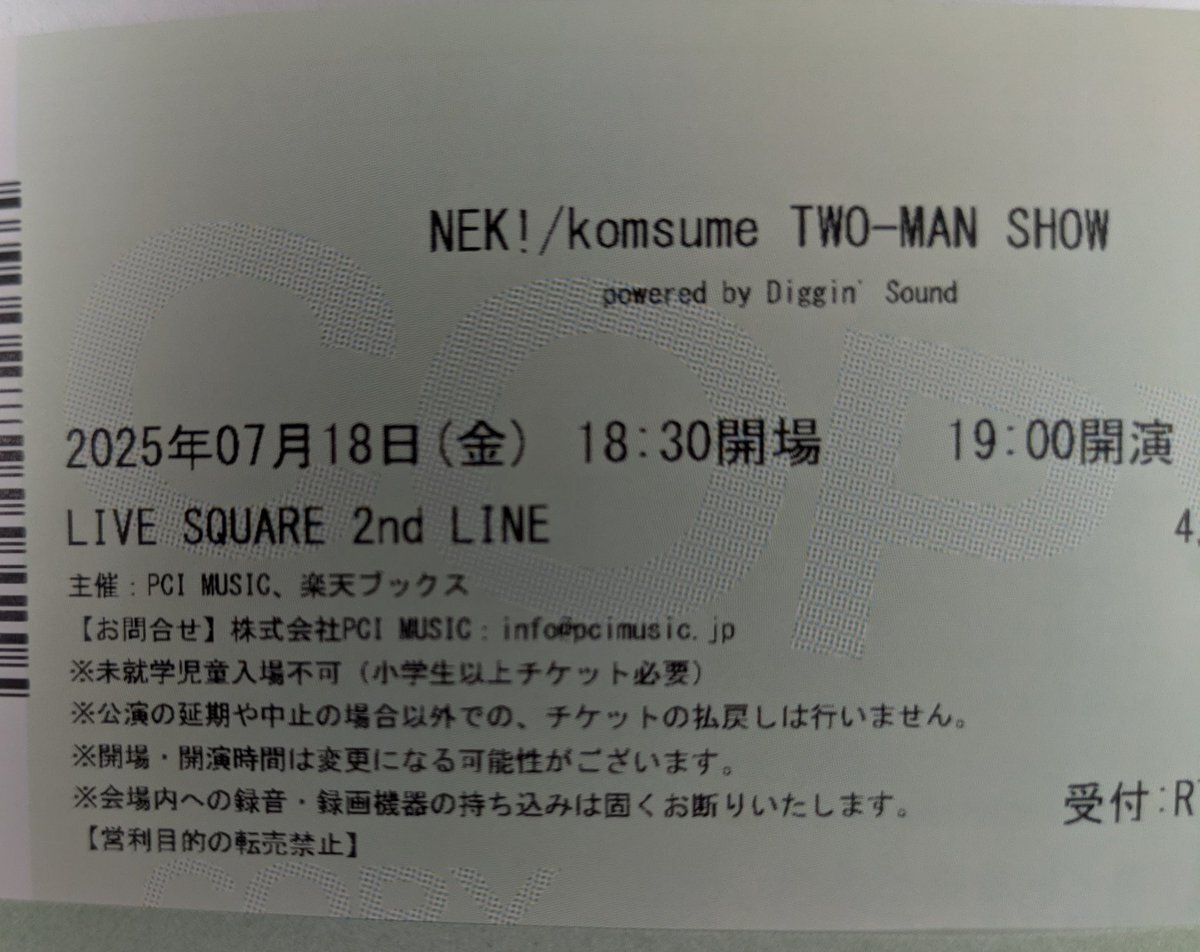 NEK!/komsume TWO-MAN SHOW
powered by Diggin' Sound
2025年07月18日(金) 18:30開場 19:00開演
LIVE SQUARE 2nd LINE
4,
主催:PCI MUSIC、楽天ブックス
【お問合せ】株式会社PCI MUSIC:info@pcimusic.jp
※未就学児童入場不可(小学生以上チケット必要)
※公演の延期や中止の場合以外での、チケットの払戻しは行いません。
※開場・開演時間は変更になる可能性がございます。
※会場内への録音・録画機器の持ち込みは固くお断りいたします。
受付:R
【営利目的の転売禁止】
COPY
COPY